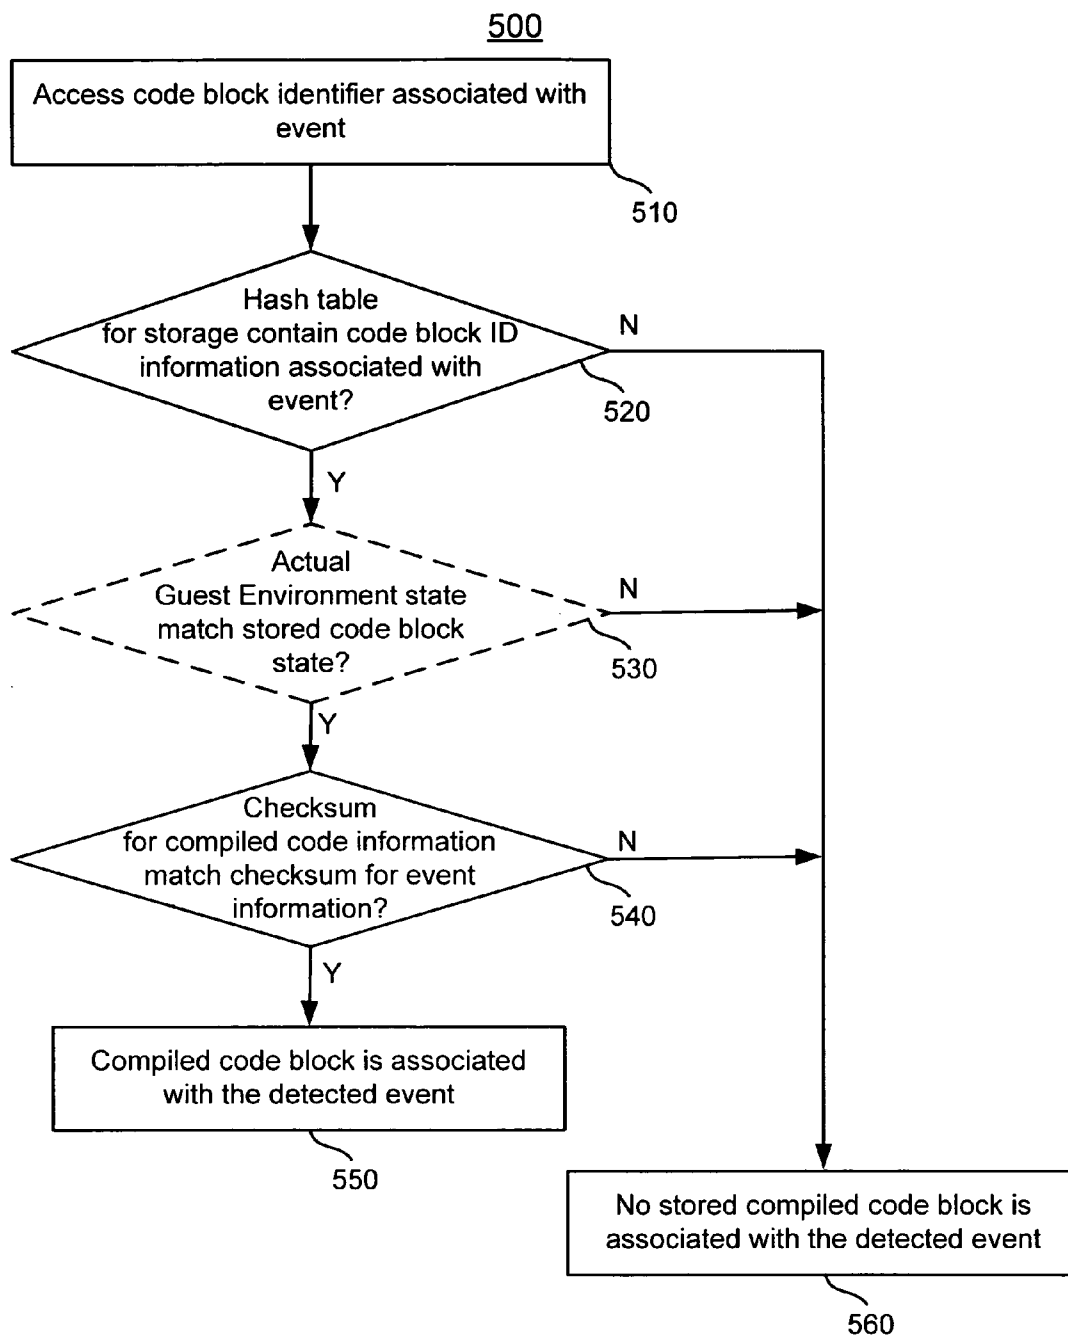 500
Access code block identifier associated with
event
510
Hash table
for storage contain code block ID
information associated with
event?
N
520
Y
Actual
Guest Environment state
match stored code block
state?
N
530
Y
Checksum
for compiled code information
match checksum for event
information?
N
540
Y
Compiled code block is associated
with the detected event
550
No stored compiled code block is
associated with the detected event
560